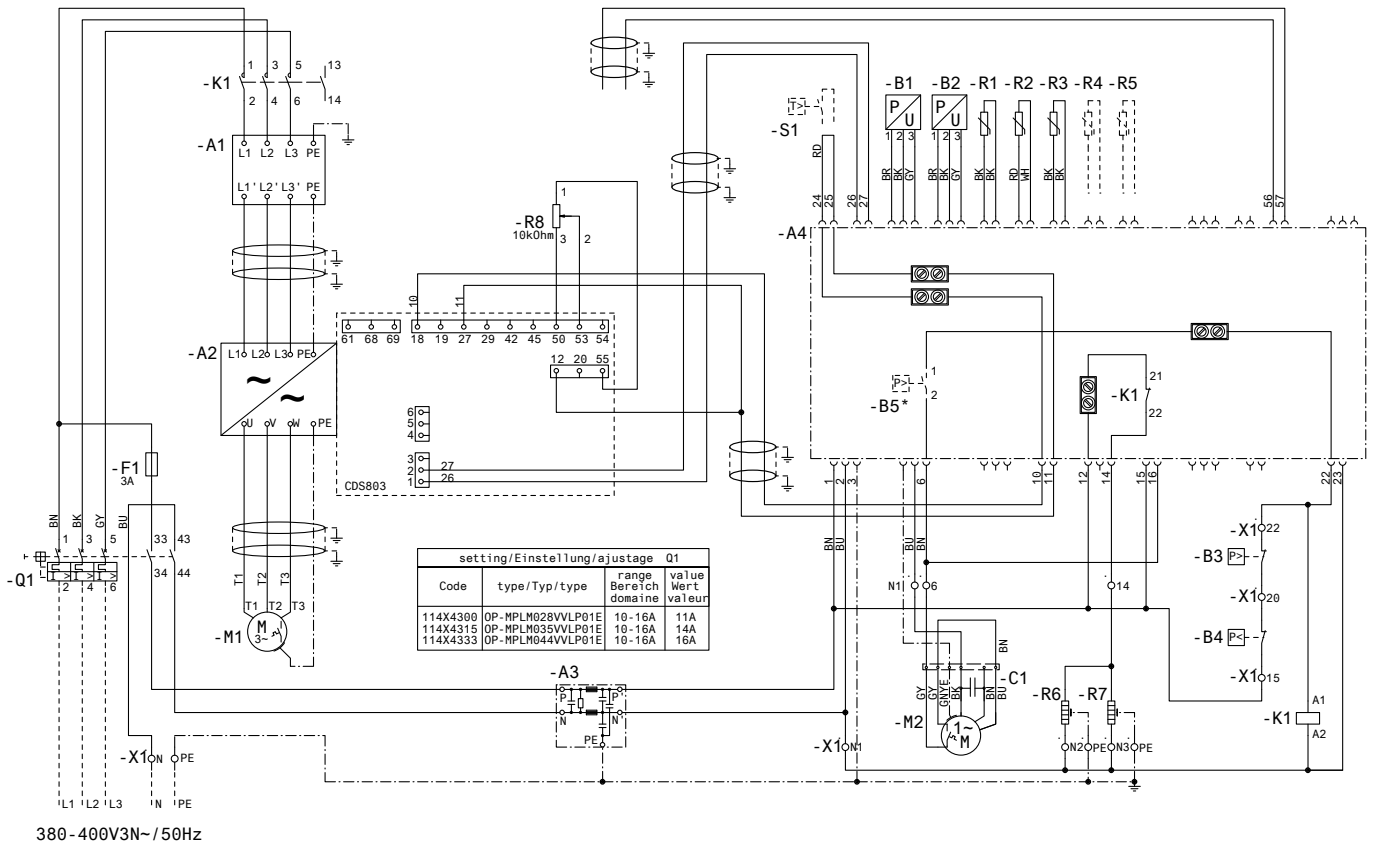 -K1
1 3 5 13
2 4 6 14
-A1
L1 L2 L3 PE
L1' L2' L3' PE
-A2
L1 L2 L3 PE
~
~
U V W PE
T1 T2 T3
T1 T2 T3
-M1
M
3~
-F1
3A
BN BK GY BU
1 3 5 33 43
-Q1
I > I > I >
2 4 6 34 44
-X1 N PE
L1 L2 L3 N PE
380-400V3N~/50Hz
-R8
10kOhm
1
3 2
10 11
61 68 69 18 19 27 29 42 45 50 53 54
12 20 55
6
5
4
3
2
1
27
26
CDS803
setting/Einstellung/ajustage Q1
Code type/Typ/type range Bereich domaine value Wert valeur
114X4300 OP-MPLM028VVLP01E 10-16A 11A
114X4315 OP-MPLM035VVLP01E 10-16A 14A
114X4333 OP-MPLM044VVLP01E 10-16A 16A
-A3
P P'
N N'
PE
-S1
T>
RD
-B1 -B2 -R1 -R2 -R3 -R4 -R5
P U P U
1 2 3 1 2 3
BR BK GY BR BK GY BK BK RD WH BK BK
24 25 26 27 56 57
-A4
P>
-B5*
1
2
-K1
21
22
1 2 3 6 10 11 12 14 15 16 22 23
BN BU BU BN
N1 6 14
-X1 22
-B3 P>
-X1 20
-B4 P<
-X1 15
-K1
A1
A2
-C1
BN
GY GY GNYE BK BN BU
-M2
1~
M
-R6 -R7
-X1 N1 N2 PE N3 PE